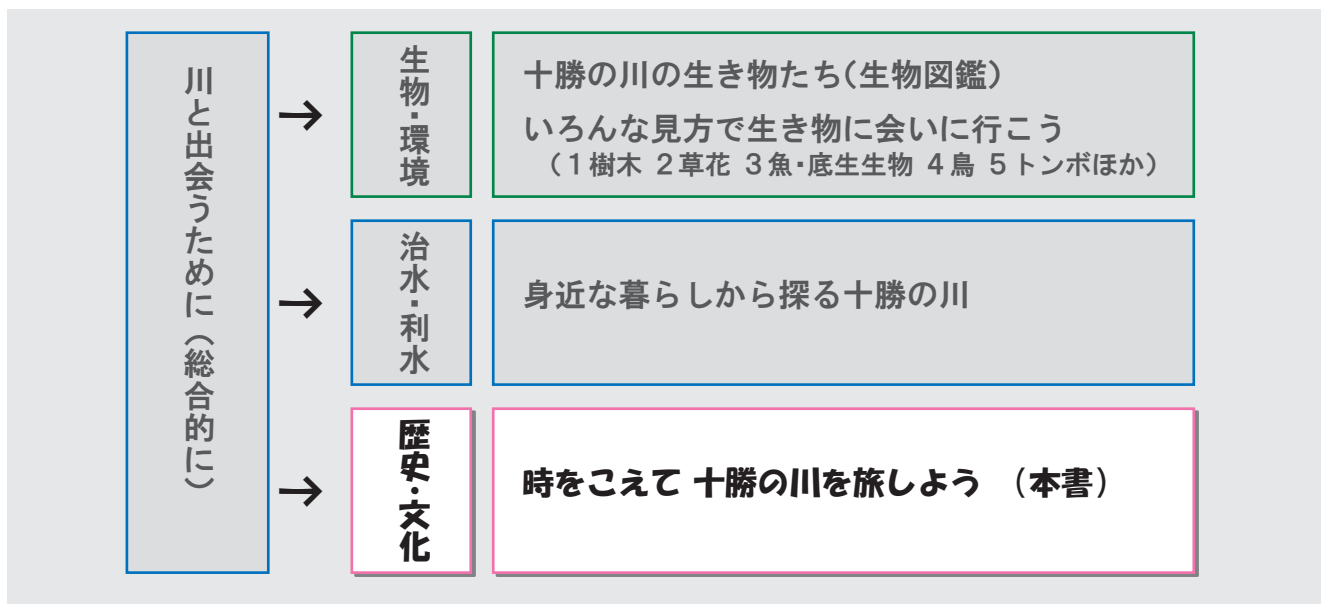 川と出会うために（総合的に）
→
生物・環境
十勝の川の生き物たち(生物図鑑)
いろんな見方で生き物に会いに行こう
（1樹木 2草花 3魚・底生生物 4鳥 5トンボほか）
→
治水・利水
身近な暮らしから探る十勝の川
→
歴史・文化
時をこえて 十勝の川を旅しよう （本書）